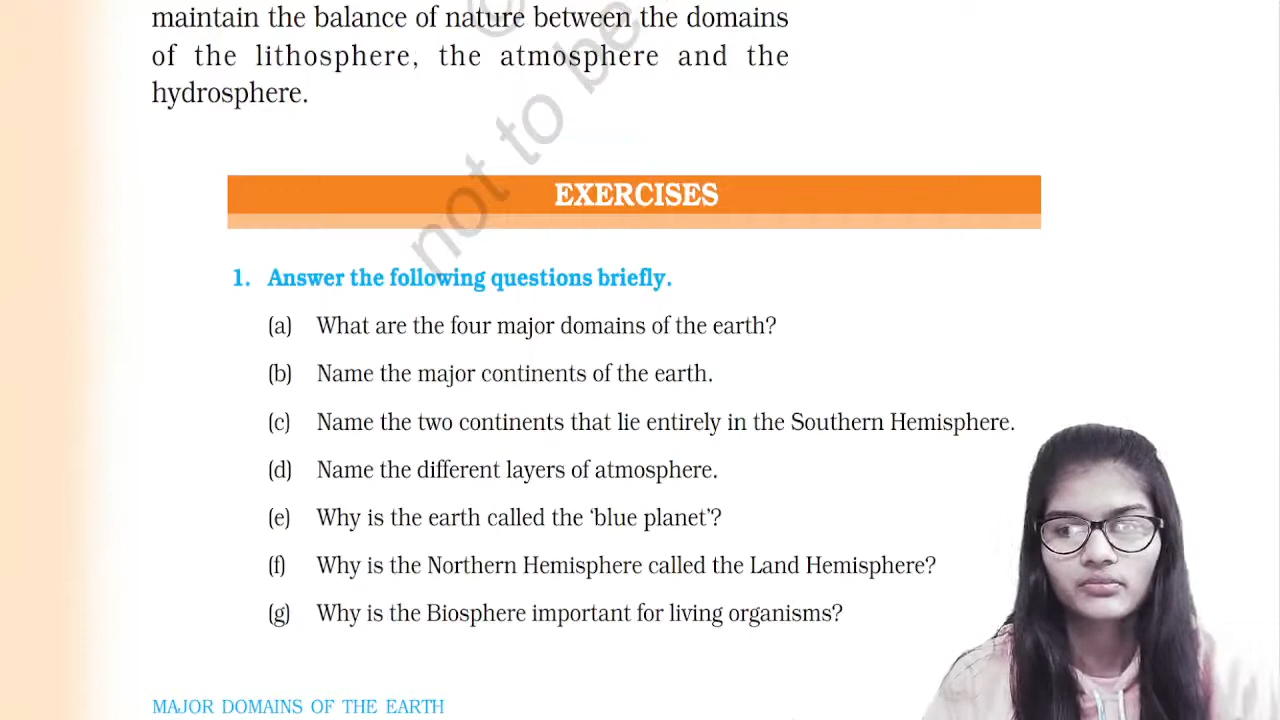 maintain the balance of nature between the domains
of the lithosphere, the atmosphere and the
hydrosphere.
not to be
EXERCISES
1. Answer the following questions briefly.
(a) What are the four major domains of the earth?
(b) Name the major continents of the earth.
(c) Name the two continents that lie entirely in the Southern Hemisphere.
(d) Name the different layers of atmosphere.
(e) Why is the earth called the ‘blue planet’?
(f) Why is the Northern Hemisphere called the Land Hemisphere?
(g) Why is the Biosphere important for living organisms?
MAJOR DOMAINS OF THE EARTH